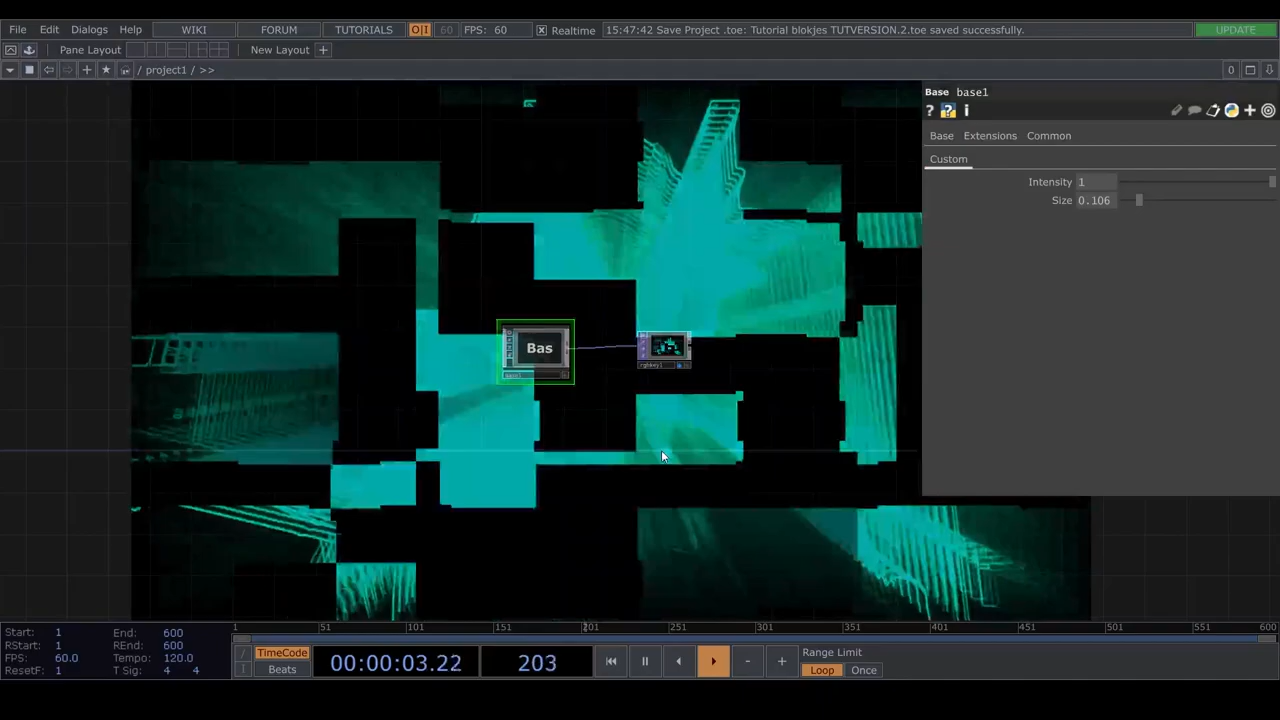 File Edit Dialogs Help WIKI FORUM TUTORIALS O|I 60 FPS: 60 Realtime 15:47:42 Save Project .toe: Tutorial blokjes TUTVERSION.2.toe saved successfully. UPDATE
Pane Layout New Layout +
/ project1 / >> 0
Base base1
? ? i
Base Extensions Common
Custom
Intensity 1
Size 0.106
Bas
base1
rgbkey1
1 51 101 151 201 251 301 351 401 451 501 551 600
Start: 1 End: 600
RStart: 1 REnd: 600
FPS: 60.0 Tempo: 120.0
ResetF: 1 T Sig: 4 4
TimeCode
Beats
00:00:03.22
203
- +
Range Limit
Loop Once